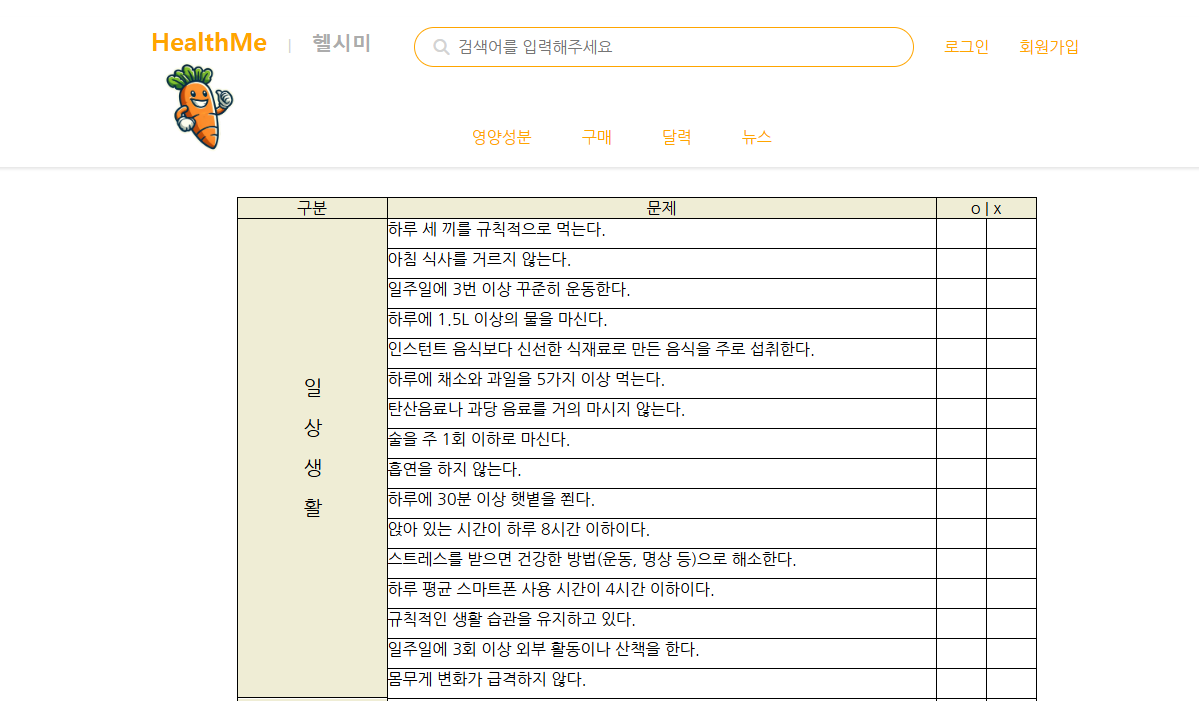 HealthMe | 헬시미
검색어를 입력해주세요
로그인 회원가입
영양성분 구매 달력 뉴스
구분 문제 O | X
일상생활
하루 세 끼를 규칙적으로 먹는다.
아침 식사를 거르지 않는다.
일주일에 3번 이상 꾸준히 운동한다.
하루에 1.5L 이상의 물을 마신다.
인스턴트 음식보다 신선한 식재료로 만든 음식을 주로 섭취한다.
하루에 채소와 과일을 5가지 이상 먹는다.
탄산음료나 과당 음료를 거의 마시지 않는다.
술을 주 1회 이하로 마신다.
흡연을 하지 않는다.
하루에 30분 이상 햇볕을 쬔다.
앉아 있는 시간이 하루 8시간 이하이다.
스트레스를 받으면 건강한 방법(운동, 명상 등)으로 해소한다.
하루 평균 스마트폰 사용 시간이 4시간 이하이다.
규칙적인 생활 습관을 유지하고 있다.
일주일에 3회 이상 외부 활동이나 산책을 한다.
몸무게 변화가 급격하지 않다.